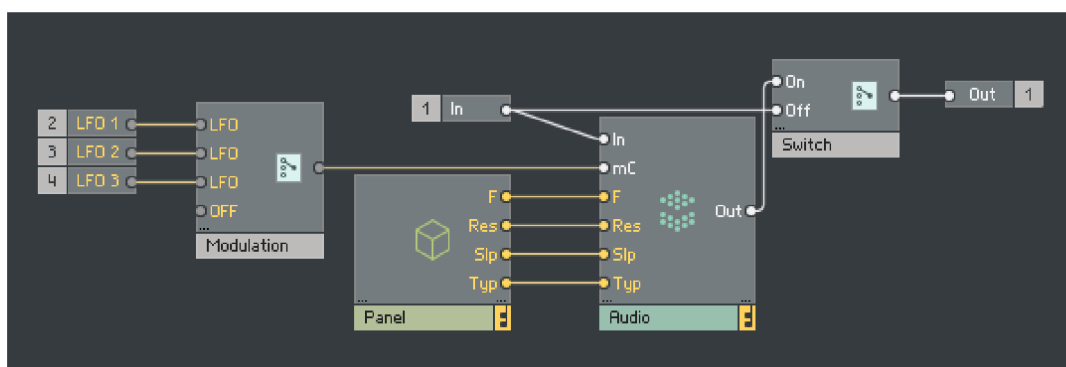 2 LFO 1
3 LFO 2
4 LFO 3
LFO
LFO
LFO
OFF
...
Modulation
1 In
F
Res
Slp
Typ
... ...
Panel
In
mC
F
Res
Slp
Typ
Out
... ...
Audio
On
Off
...
Switch
Out 1